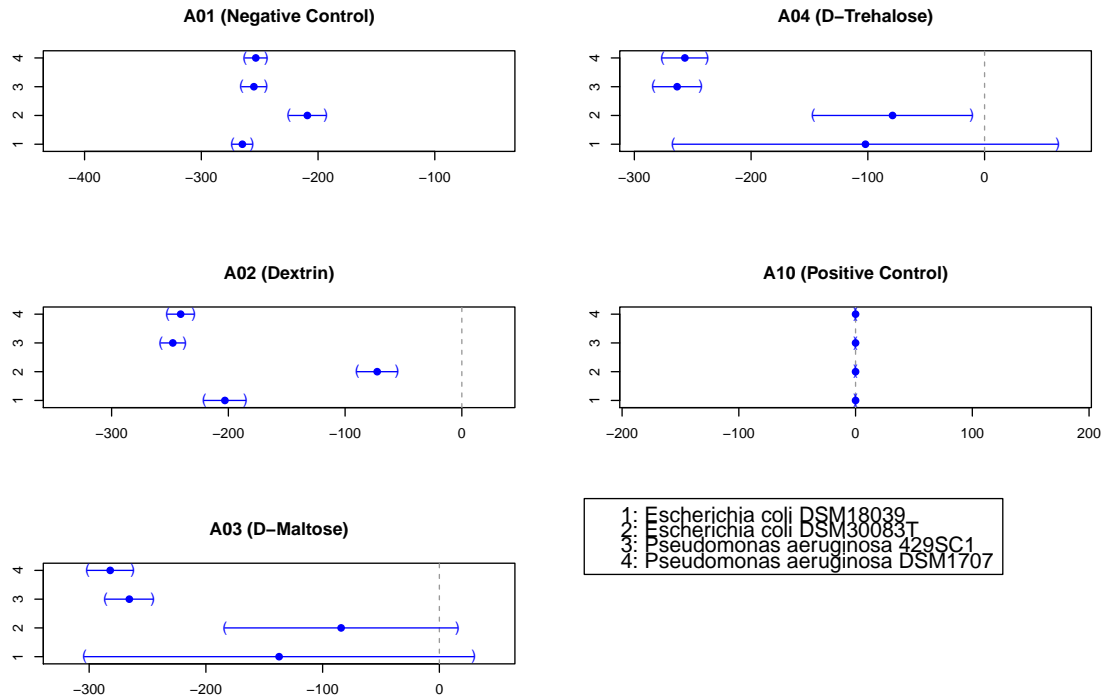 A01 (Negative Control)
4
3
2
1
−400 −300 −200 −100
A04 (D−Trehalose)
4
3
2
1
−300 −200 −100 0
A02 (Dextrin)
4
3
2
1
−300 −200 −100 0
A10 (Positive Control)
4
3
2
1
−200 −100 0 100 200
A03 (D−Maltose)
4
3
2
1
−300 −200 −100 0
1: Escherichia coli DSM18039
2: Escherichia coli DSM30083T
3: Pseudomonas aeruginosa 429SC1
4: Pseudomonas aeruginosa DSM1707